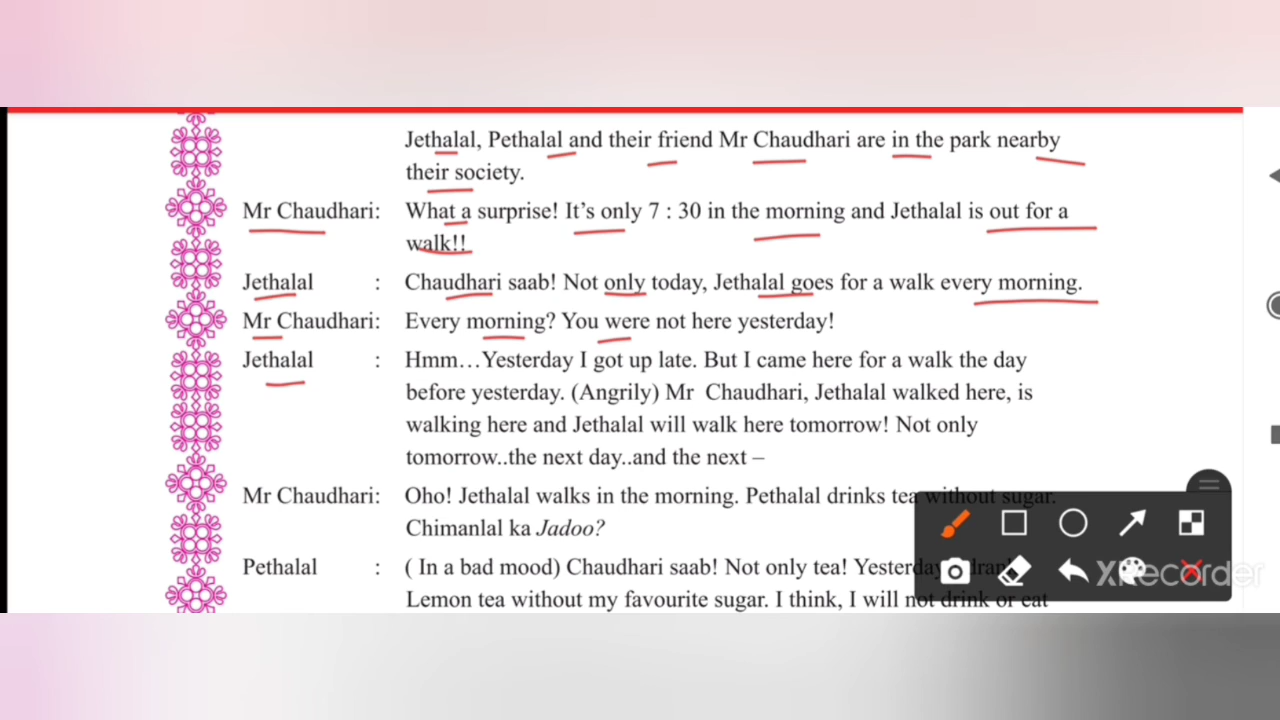 Jethalal, Pethalal and their friend Mr Chaudhari are in the park nearby
their society.
Mr Chaudhari: What a surprise! It's only 7 : 30 in the morning and Jethalal is out for a
walk!!
Jethalal : Chaudhari saab! Not only today, Jethalal goes for a walk every morning.
Mr Chaudhari: Every morning? You were not here yesterday!
Jethalal : Hmm…Yesterday I got up late. But I came here for a walk the day
before yesterday. (Angrily) Mr Chaudhari, Jethalal walked here, is
walking here and Jethalal will walk here tomorrow! Not only
tomorrow..the next day..and the next –
Mr Chaudhari: Oho! Jethalal walks in the morning. Pethalal drinks tea without sugar.
Chimanlal ka Jadoo?
Pethalal : ( In a bad mood) Chaudhari saab! Not only tea! Yesterday I drank
Lemon tea without my favourite sugar. I think, I will not drink or eat
XRecorder